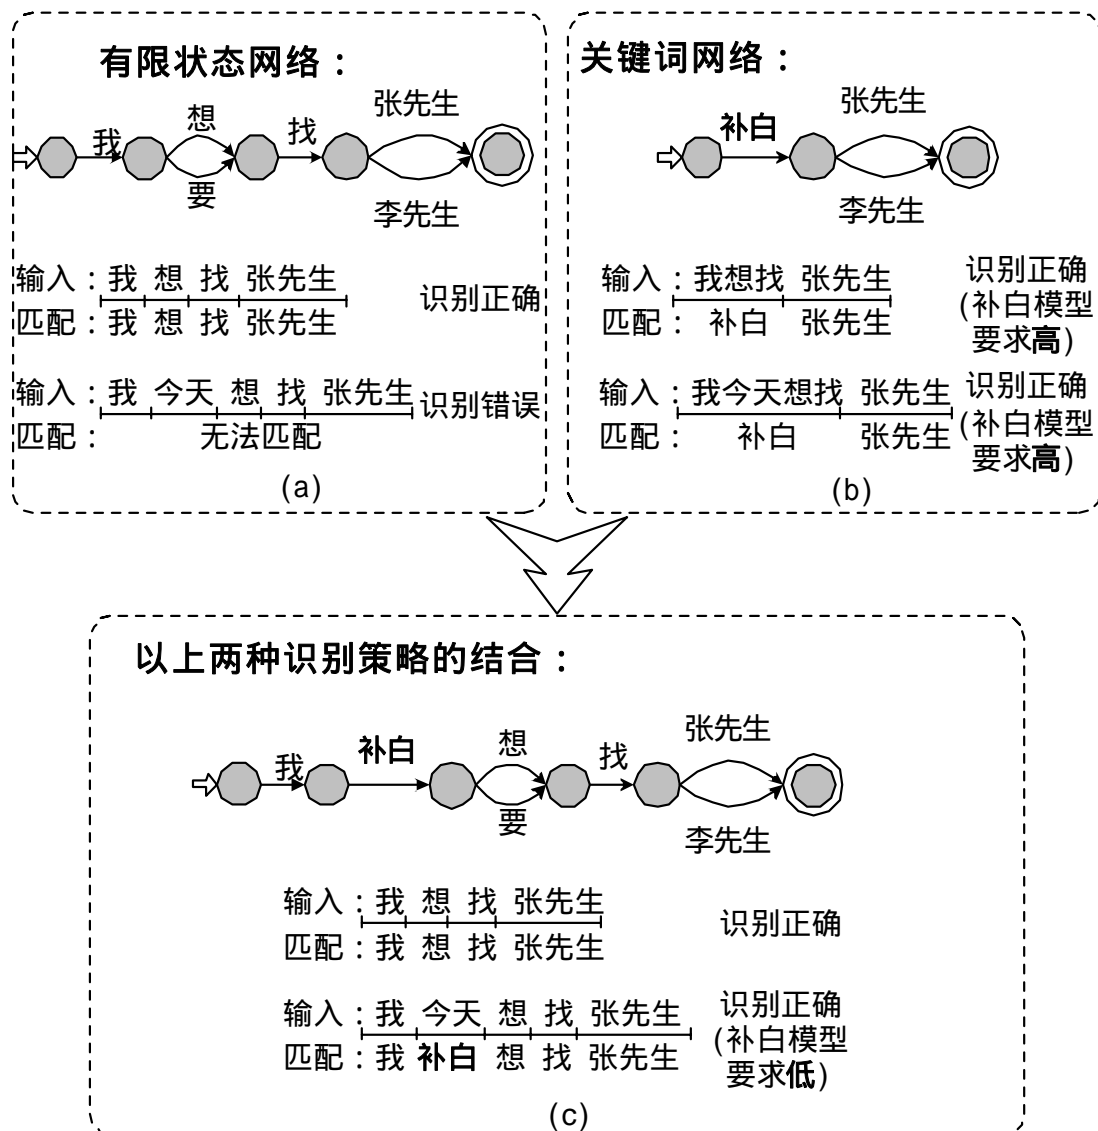 有限状态网络：
我
想
要
找
张先生
李先生
输入：我 想 找 张先生
匹配：我 想 找 张先生
识别正确
输入：我 今天 想 找 张先生
匹配： 无法匹配
识别错误
(a)
关键词网络：
补白
张先生
李先生
输入：我想找 张先生
匹配： 补白 张先生
识别正确
(补白模型
要求高)
输入：我今天想找 张先生
匹配： 补白 张先生
识别正确
(补白模型
要求高)
(b)
以上两种识别策略的结合：
我
补白
想
要
找
张先生
李先生
输入：我 想 找 张先生
匹配：我 想 找 张先生
识别正确
输入：我 今天 想 找 张先生
匹配：我 补白 想 找 张先生
识别正确
(补白模型
要求低)
(c)